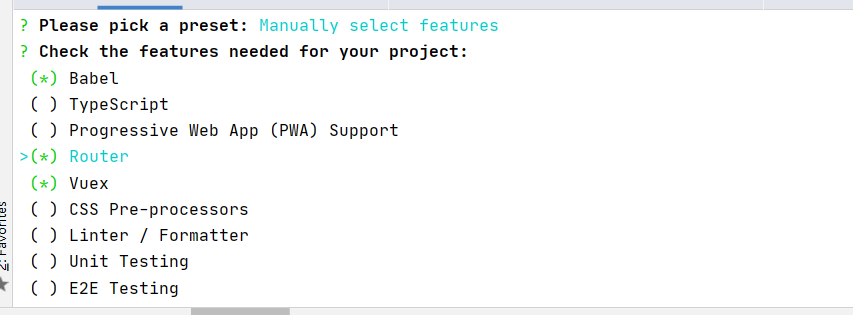 ? Please pick a preset: Manually select features
? Check the features needed for your project:
(*) Babel
( ) TypeScript
( ) Progressive Web App (PWA) Support
>(*) Router
(*) Vuex
( ) CSS Pre-processors
( ) Linter / Formatter
( ) Unit Testing
( ) E2E Testing
2: Favorites